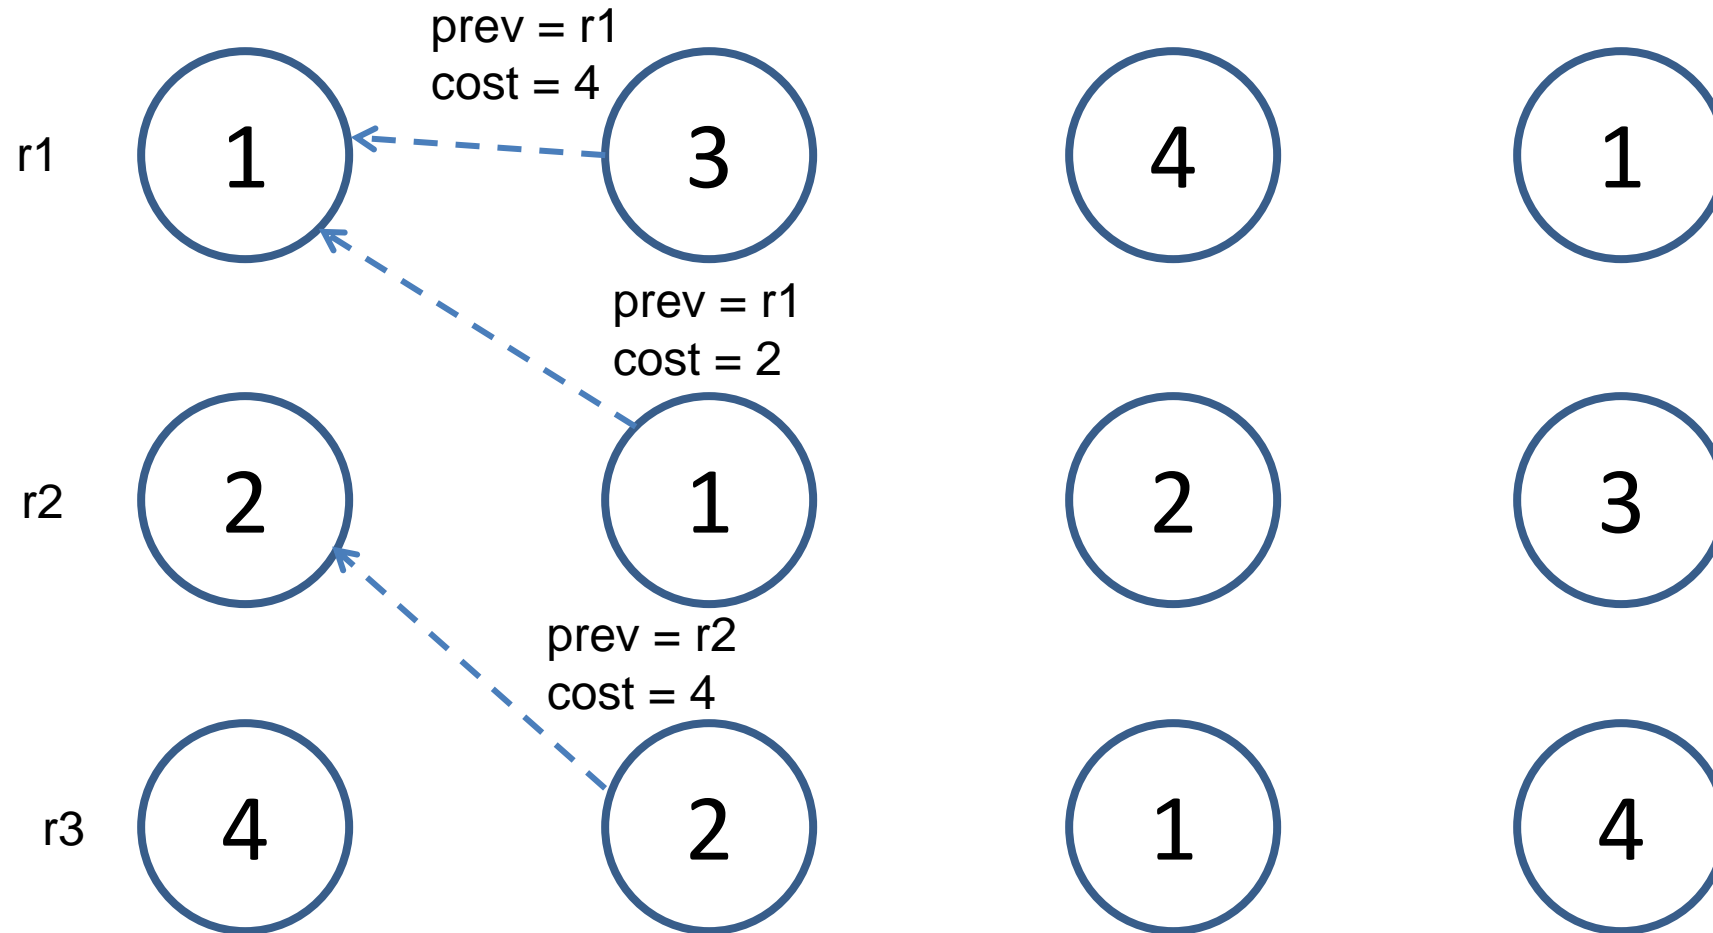 prev = r1
cost = 4
r1 1 3 4 1
prev = r1
cost = 2
r2 2 1 2 3
prev = r2
cost = 4
r3 4 2 1 4